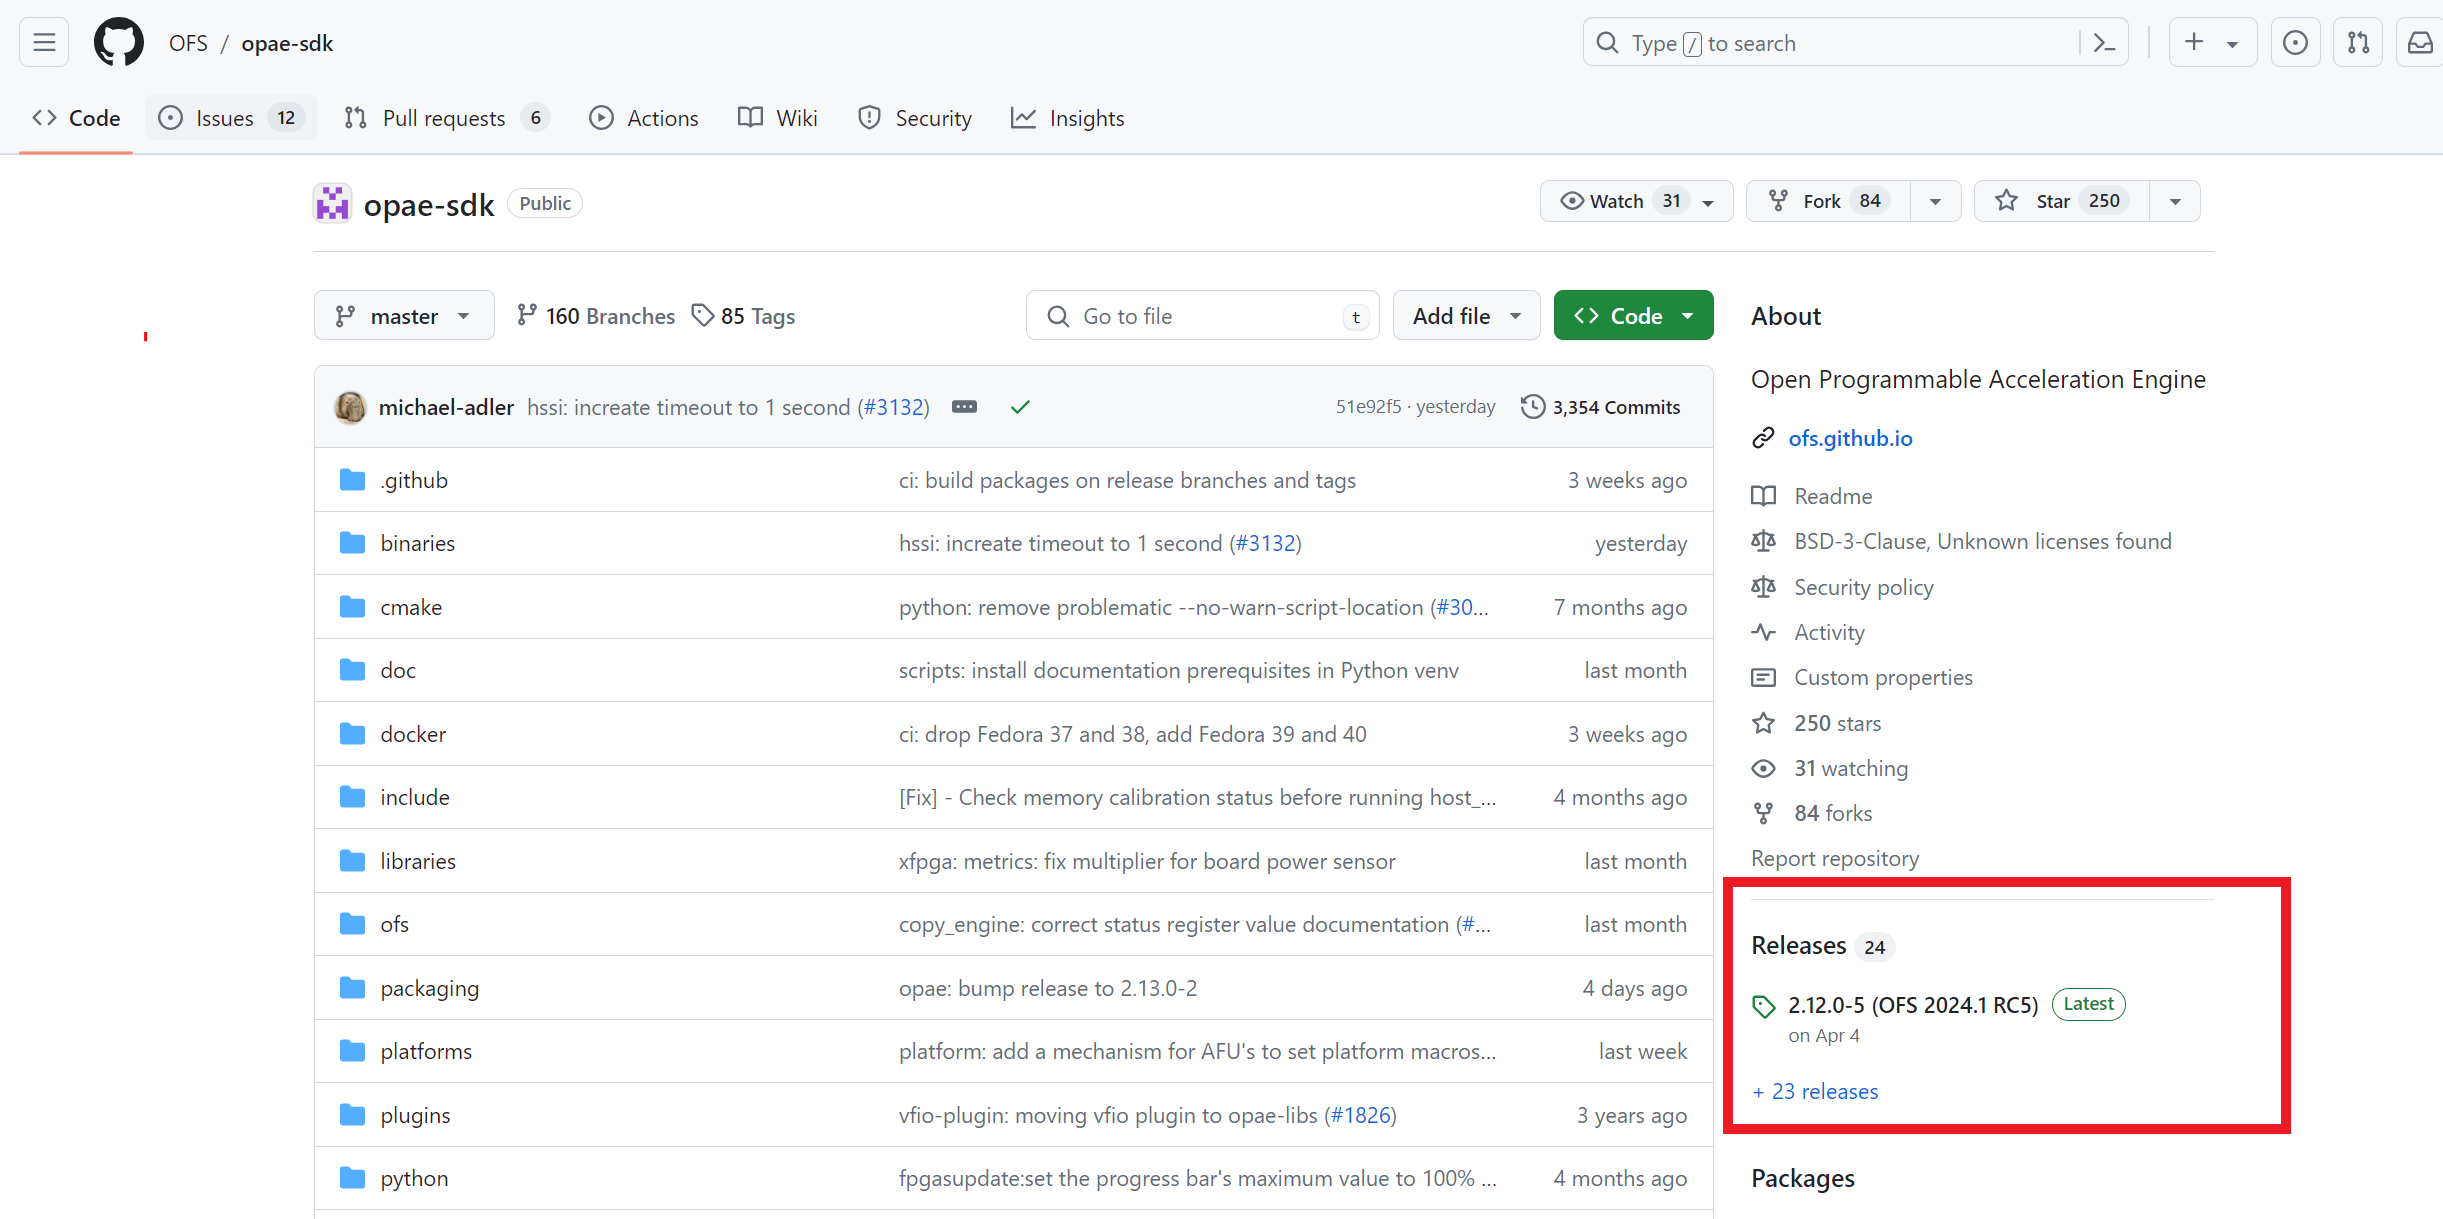 OFS / opae-sdk
Type / to search
Code Issues 12 Pull requests 6 Actions Wiki Security Insights
opae-sdk Public
Watch 31 Fork 84 Star 250
master 160 Branches 85 Tags Go to file t Add file Code
michael-adler hssi: increate timeout to 1 second (#3132) 51e92f5 · yesterday 3,354 Commits
.github ci: build packages on release branches and tags 3 weeks ago
binaries hssi: increate timeout to 1 second (#3132) yesterday
cmake python: remove problematic --no-warn-script-location (#30... 7 months ago
doc scripts: install documentation prerequisites in Python venv last month
docker ci: drop Fedora 37 and 38, add Fedora 39 and 40 3 weeks ago
include [Fix] - Check memory calibration status before running host_... 4 months ago
libraries xfpga: metrics: fix multiplier for board power sensor last month
ofs copy_engine: correct status register value documentation (#... last month
packaging opae: bump release to 2.13.0-2 4 days ago
platforms platform: add a mechanism for AFU's to set platform macros... last week
plugins vfio-plugin: moving vfio plugin to opae-libs (#1826) 3 years ago
python fpgasupdate:set the progress bar's maximum value to 100% ... 4 months ago
About
Open Programmable Acceleration Engine
ofs.github.io
Readme
BSD-3-Clause, Unknown licenses found
Security policy
Activity
Custom properties
250 stars
31 watching
84 forks
Report repository
Releases 24
2.12.0-5 (OFS 2024.1 RC5) Latest
on Apr 4
+ 23 releases
Packages